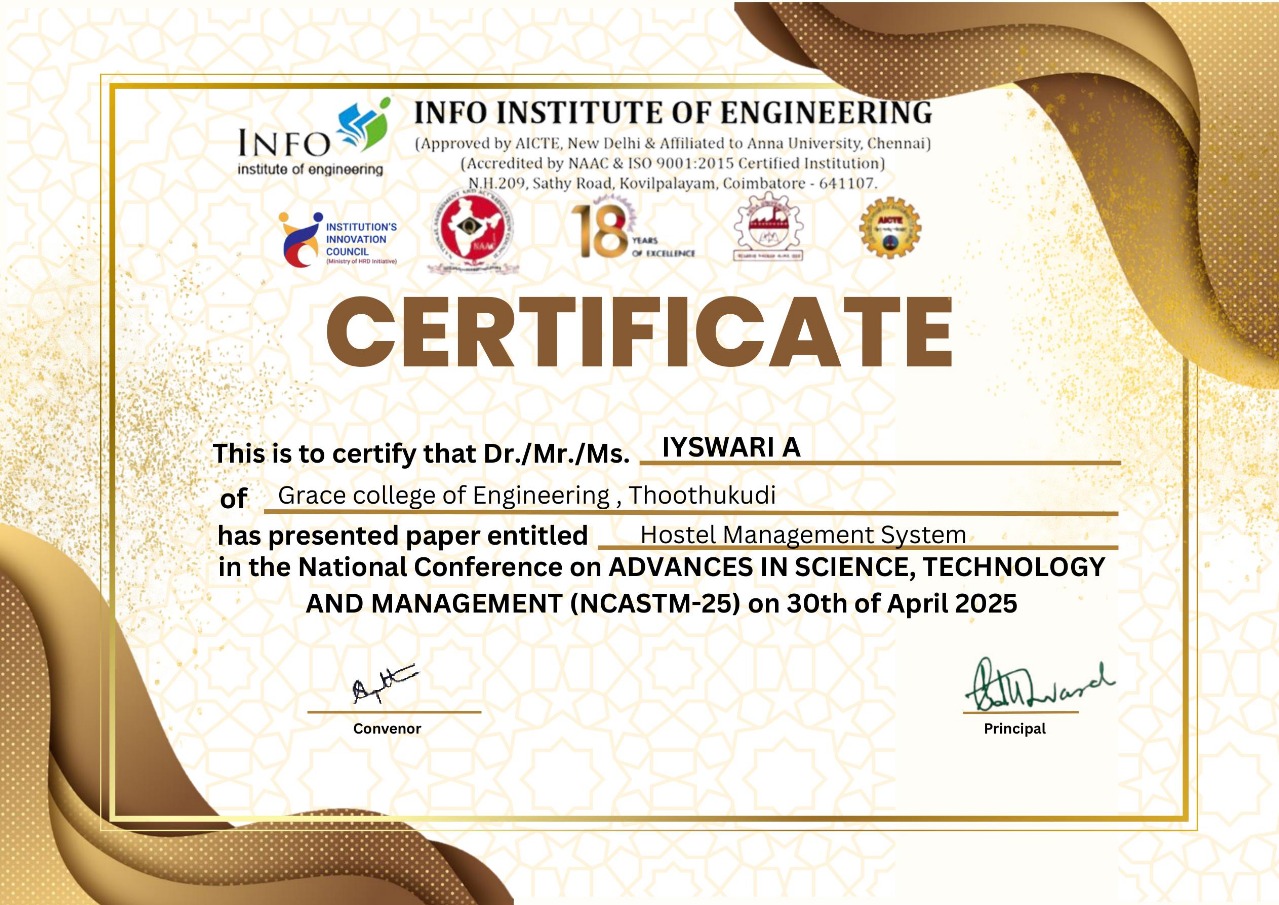 INFO
institute of engineering
INFO INSTITUTE OF ENGINEERING
(Approved by AICTE, New Delhi & Affiliated to Anna University, Chennai)
(Accredited by NAAC & ISO 9001:2015 Certified Institution)
N.H.209, Sathy Road, Kovilpalayam, Coimbatore - 641107.
INSTITUTION'S
INNOVATION
COUNCIL
(Ministry of HRD Initiative)
NAAC
18 YEARS
OF EXCELLENCE
AICTE
CERTIFICATE
This is to certify that Dr./Mr./Ms. IYSWARI A
of Grace college of Engineering , Thoothukudi
has presented paper entitled Hostel Management System
in the National Conference on ADVANCES IN SCIENCE, TECHNOLOGY
AND MANAGEMENT (NCASTM-25) on 30th of April 2025
Convenor
Principal